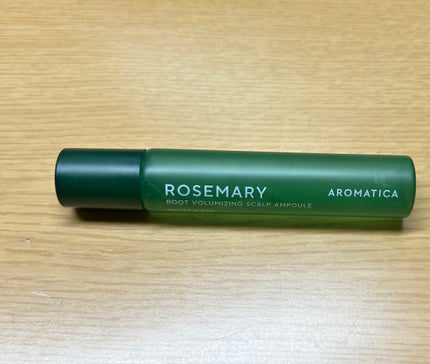 ROSEMARY
AROMATICA
ROOT VOLUMIZING SCALP AMPOULE